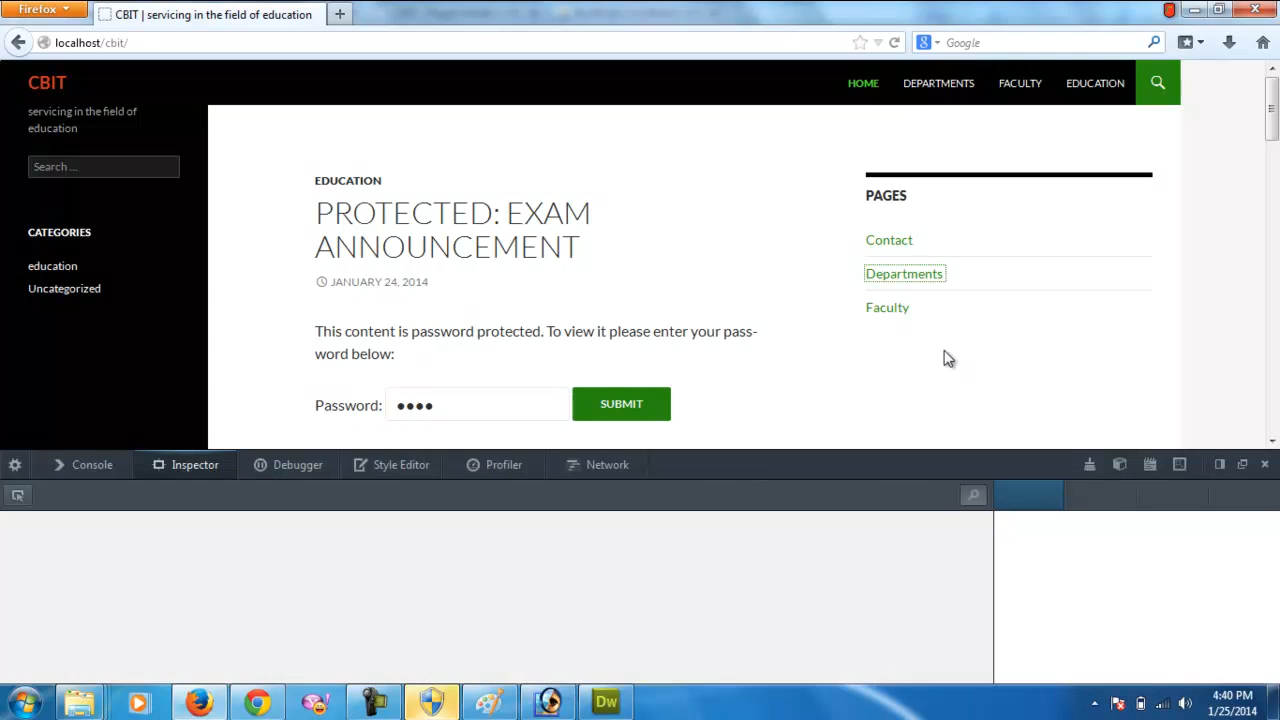 Firefox
CBIT | servicing in the field of education
localhost/cbit/
Google
CBIT
HOME DEPARTMENTS FACULTY EDUCATION
servicing in the field of
education
Search ...
CATEGORIES
education
Uncategorized
EDUCATION
PROTECTED: EXAM
ANNOUNCEMENT
JANUARY 24, 2014
This content is password protected. To view it please enter your pass-
word below:
Password: •••• SUBMIT
PAGES
Contact
Departments
Faculty
Console Inspector Debugger Style Editor Profiler Network
Dw
4:40 PM
1/25/2014